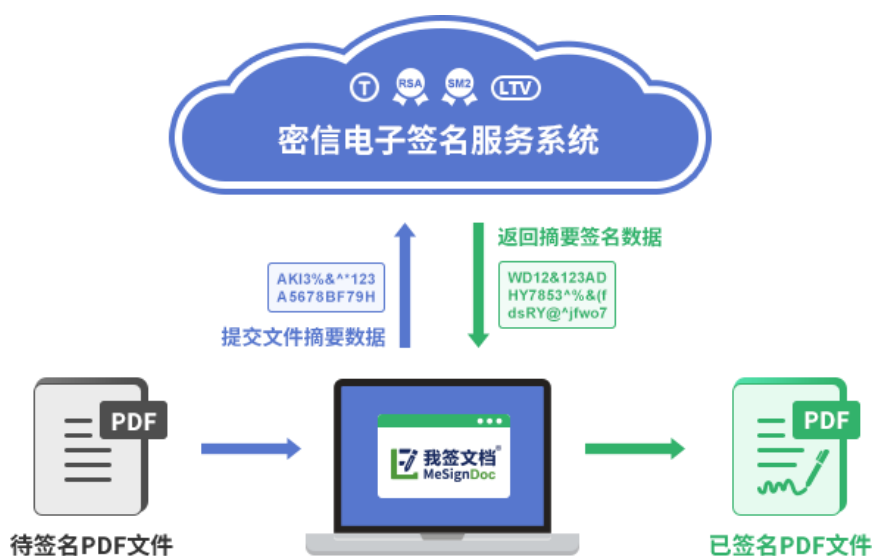 T RSA SM2 LTV
密信电子签名服务系统
返回摘要签名数据
AKI3%&^*123
A5678BF79H
WD12&123AD
HY7853^%&(f
dsRY@^jfwo7
提交文件摘要数据
PDF
我签文档®
MeSignDoc
PDF
待签名PDF文件
已签名PDF文件